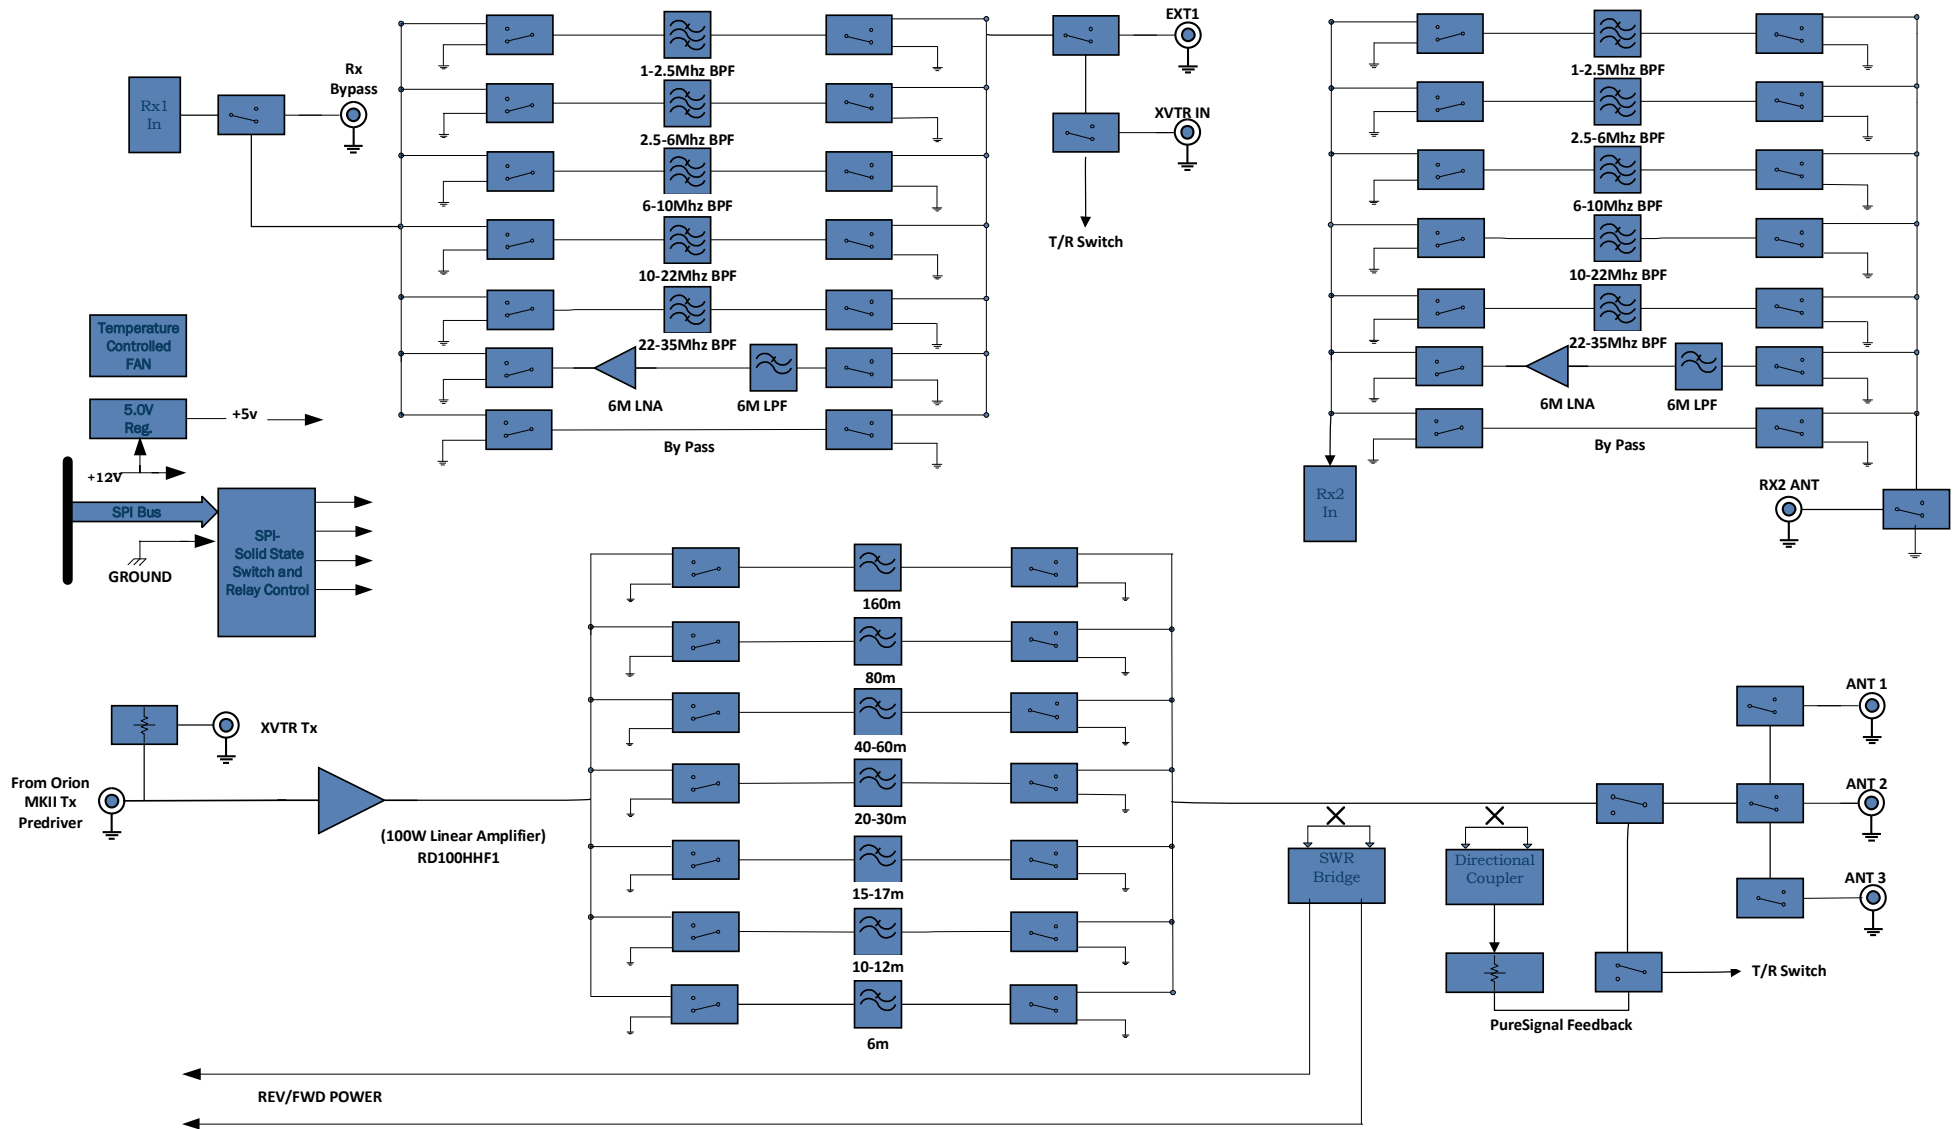 EXT1
Rx
Bypass
Rx1
In
1-2.5Mhz BPF
2.5-6Mhz BPF
6-10Mhz BPF
10-22Mhz BPF
22-35Mhz BPF
6M LNA
6M LPF
By Pass
XVTR IN
T/R Switch
1-2.5Mhz BPF
2.5-6Mhz BPF
6-10Mhz BPF
10-22Mhz BPF
22-35Mhz BPF
6M LNA
6M LPF
By Pass
Rx2
In
RX2 ANT
Temperature
Controlled
FAN
5.0V
Reg.
+5v
+12V
SPI Bus
GROUND
SPI-
Solid State
Switch and
Relay Control
160m
80m
40-60m
20-30m
15-17m
10-12m
6m
XVTR Tx
From Orion
MKII Tx
Predriver
(100W Linear Amplifier)
RD100HHF1
SWR
Bridge
Directional
Coupler
ANT 1
ANT 2
ANT 3
T/R Switch
PureSignal Feedback
REV/FWD POWER